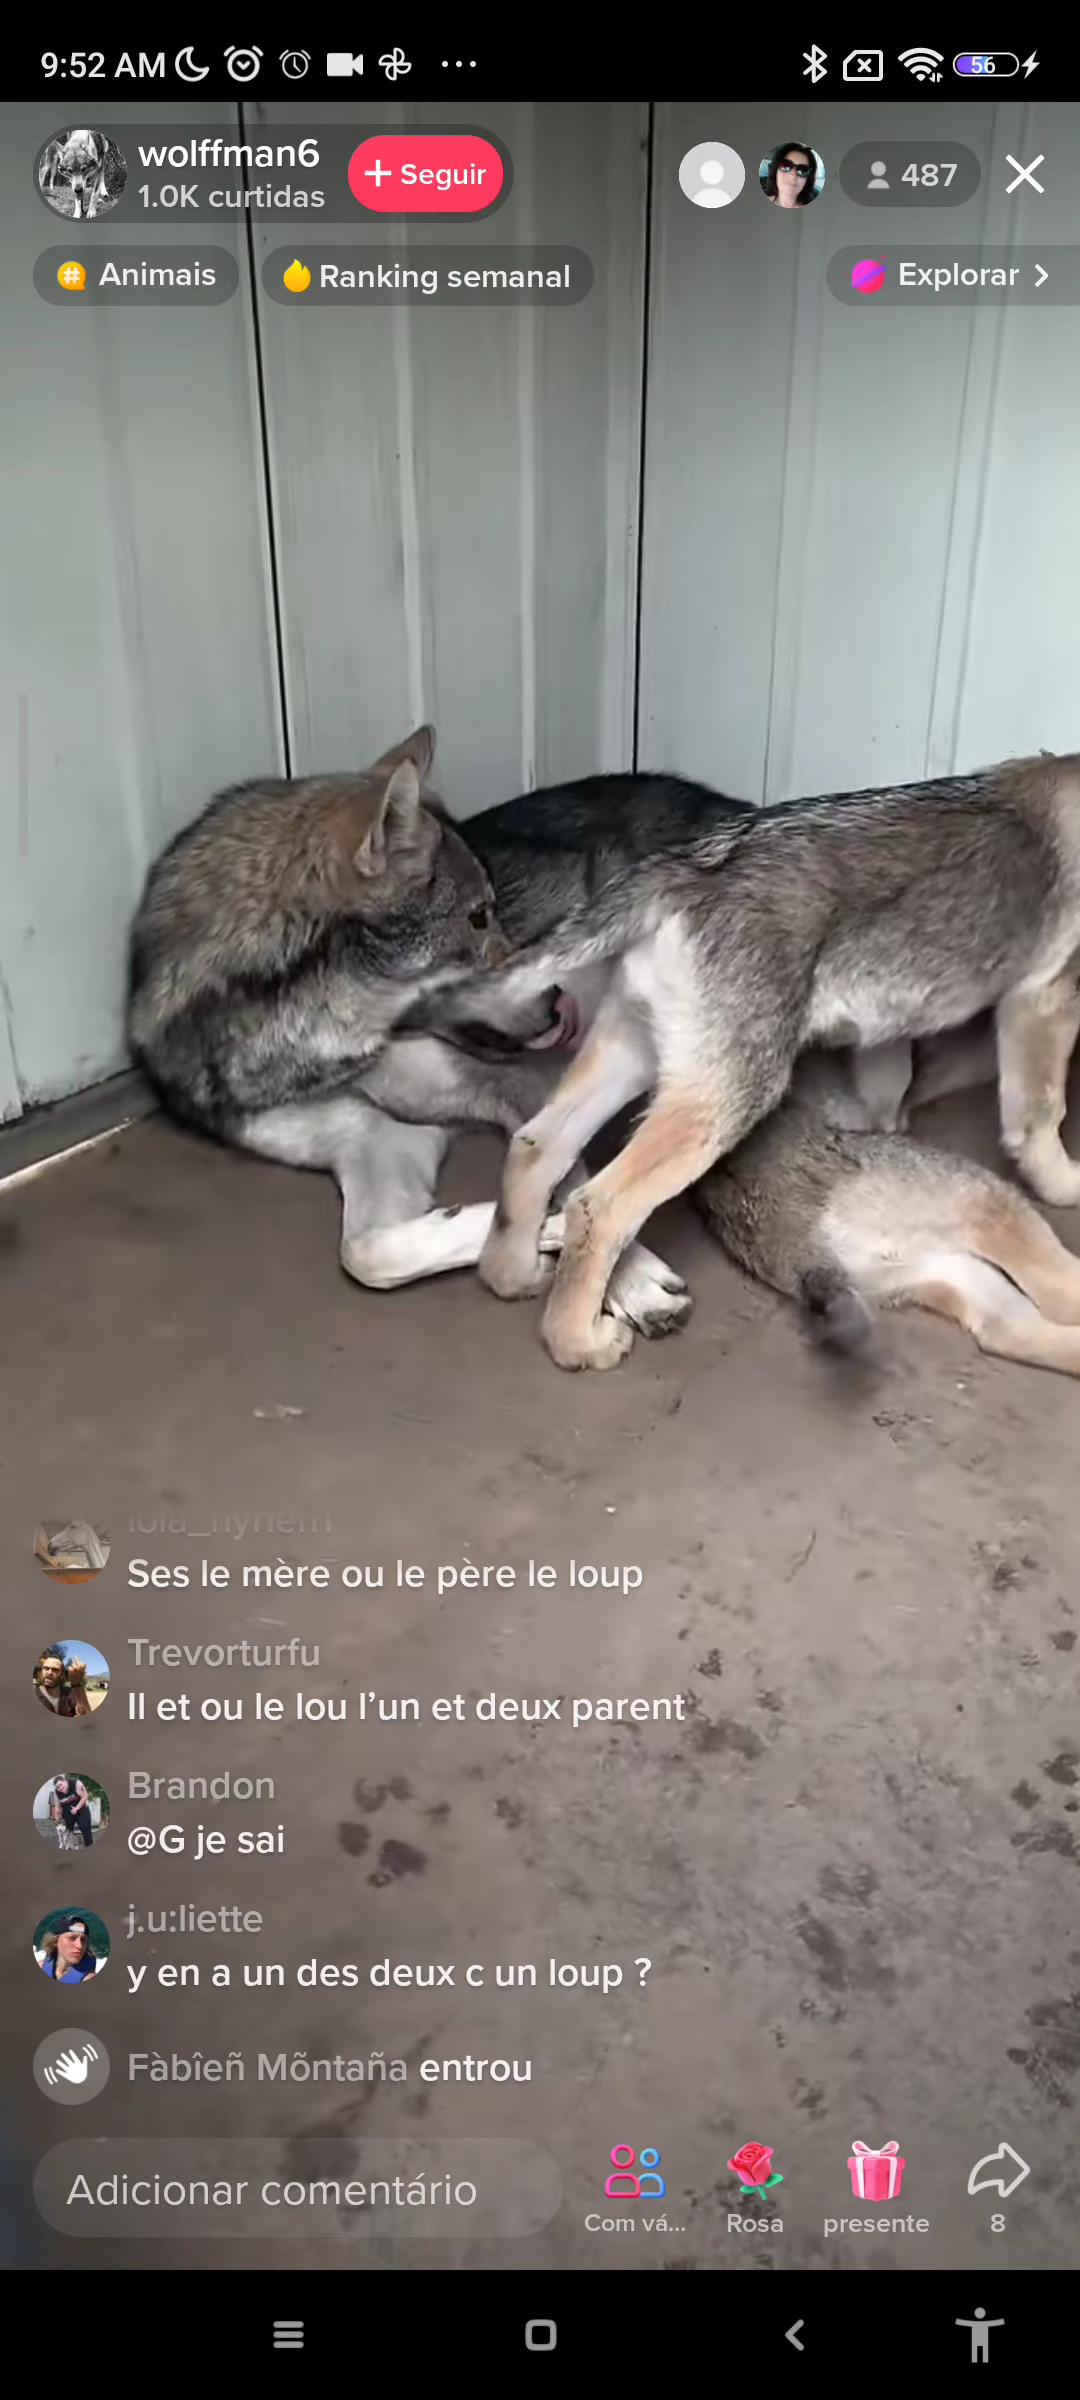 9:52 AM
56
wolffman6
1.0K curtidas
+ Seguir
487
Animais
Ranking semanal
Explorar
Ses le mère ou le père le loup
Trevorturfu
Il et ou le lou l’un et deux parent
Brandon
@G je sai
j.u:liette
y en a un des deux c un loup ?
Fàbîeñ Mõntaña entrou
Adicionar comentário
Com vá...
Rosa
presente
8